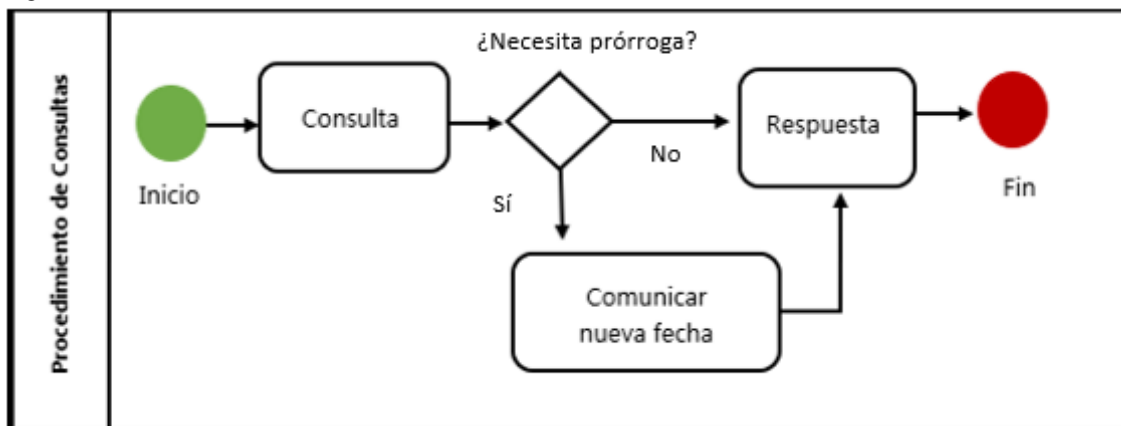 Procedimiento de Consultas
¿Necesita prórroga?
Inicio
Consulta
No
Sí
Respuesta
Comunicar
nueva fecha
Fin